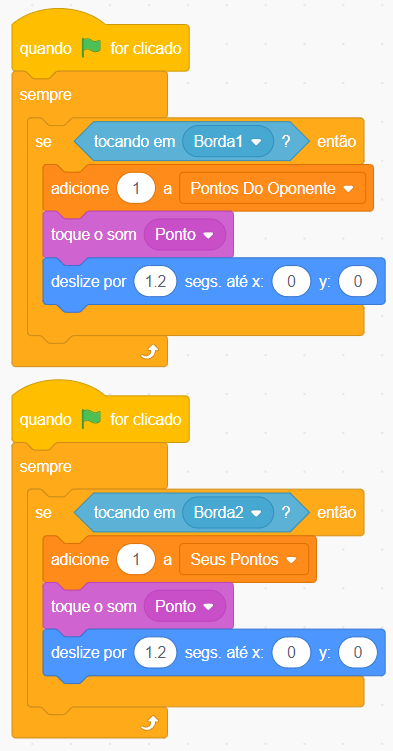 quando for clicado
sempre
se tocando em Borda1 ? então
adicione 1 a Pontos Do Oponente
toque o som Ponto
deslize por 1.2 segs. até x: 0 y: 0
quando for clicado
sempre
se tocando em Borda2 ? então
adicione 1 a Seus Pontos
toque o som Ponto
deslize por 1.2 segs. até x: 0 y: 0